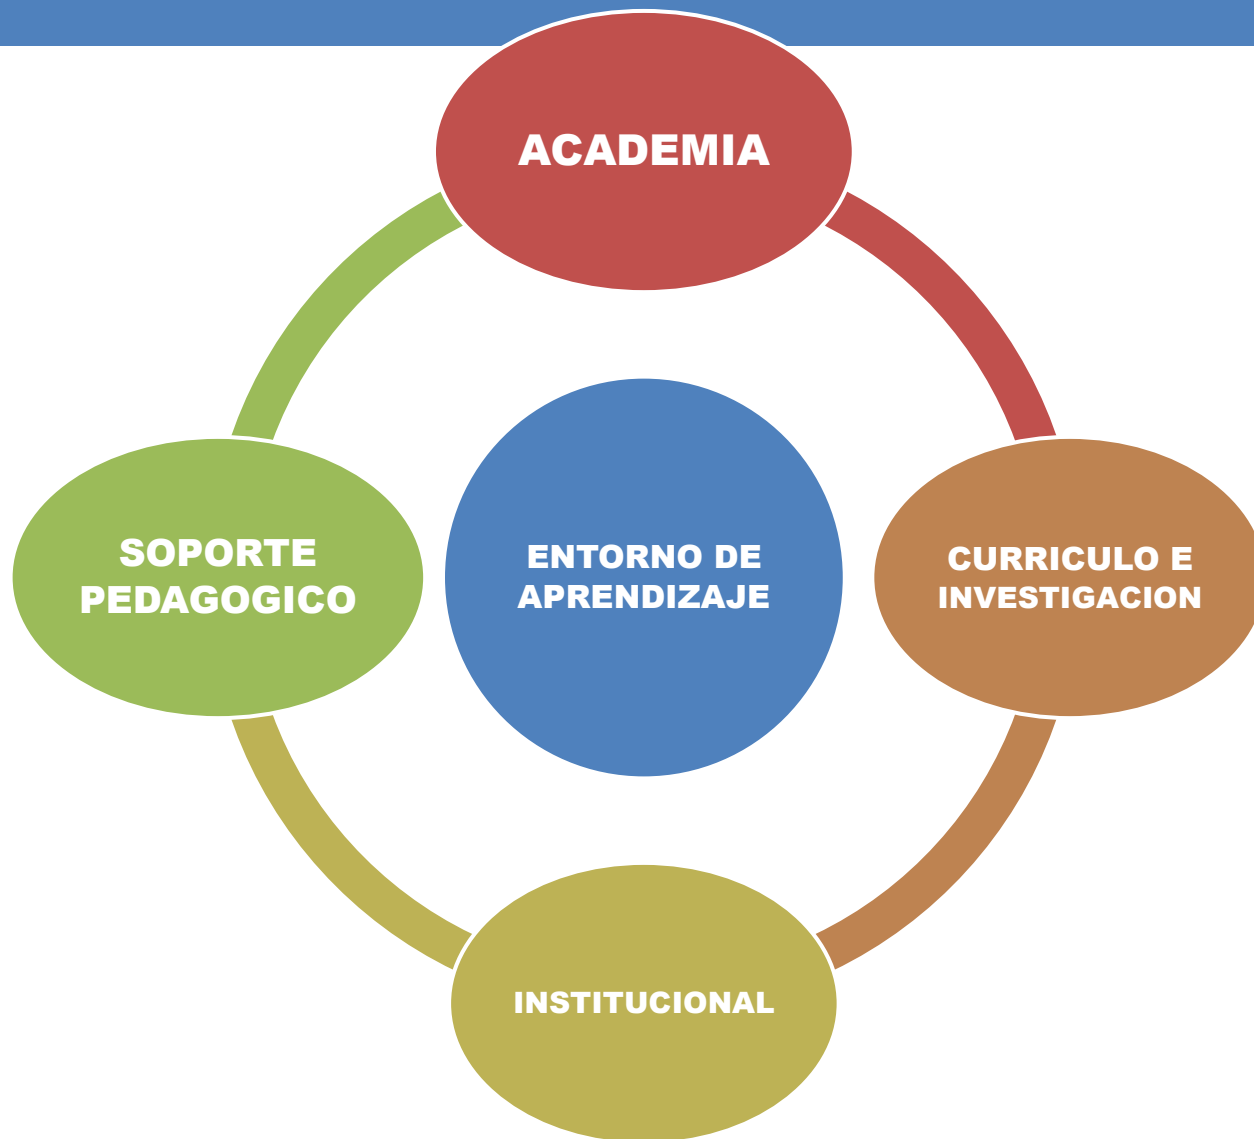 ACADEMIA
SOPORTE
PEDAGOGICO
ENTORNO DE
APRENDIZAJE
CURRICULO E
INVESTIGACION
INSTITUCIONAL